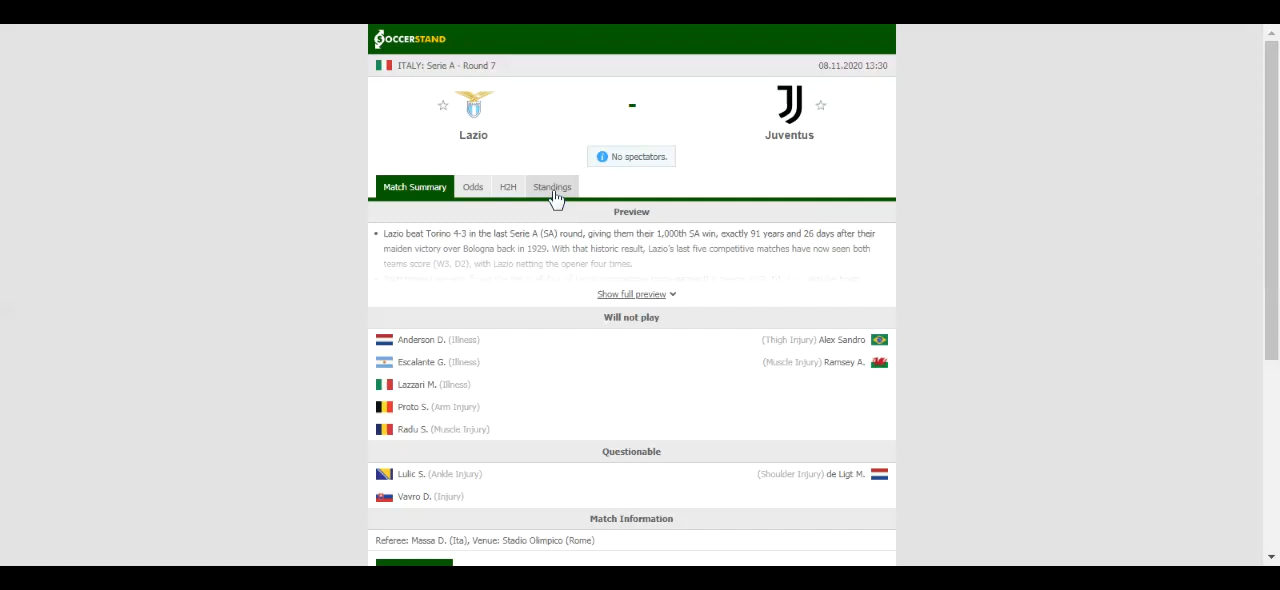 SOCCERSTAND
ITALY: Serie A - Round 7 08.11.2020 13:30
-
Lazio Juventus
No spectators.
Match Summary Odds H2H Standings
Preview
• Lazio beat Torino 4-3 in the last Serie A (SA) round, giving them their 1,000th SA win, exactly 91 years and 26 days after their
maiden victory over Bologna back in 1929. With that historic result, Lazio's last five competitive matches have now seen both
teams score (W3, D2), with Lazio netting the opener four times.
Show full preview
Will not play
Anderson D. (Illness) (Thigh Injury) Alex Sandro
Escalante G. (Illness) (Muscle Injury) Ramsey A.
Lazzari M. (Illness)
Proto S. (Arm Injury)
Radu S. (Muscle Injury)
Questionable
Lulic S. (Ankle Injury) (Shoulder Injury) de Ligt M.
Vavro D. (Injury)
Match Information
Referee: Massa D. (Ita), Venue: Stadio Olimpico (Rome)